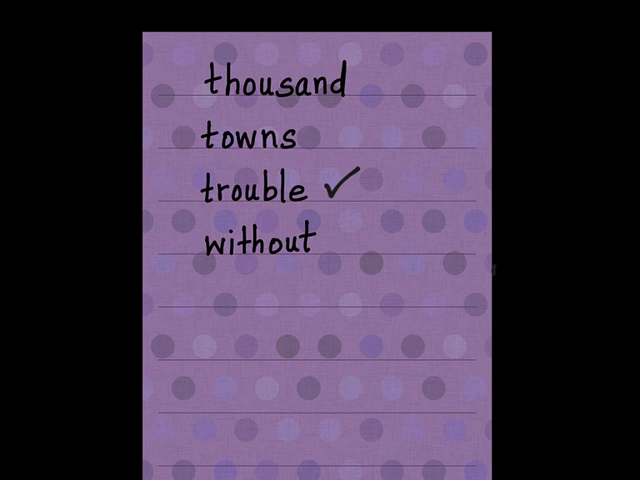 thousand
towns
trouble ✓
without